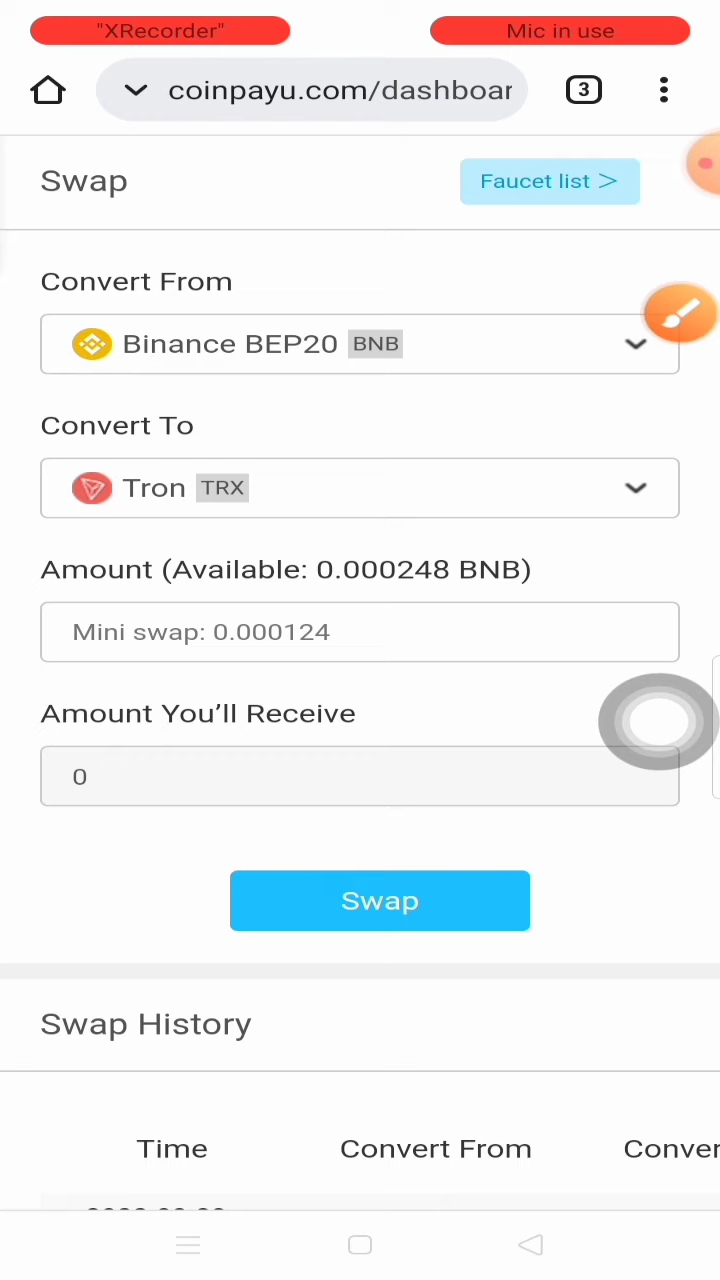 "XRecorder" Mic in use
coinpayu.com/dashboar 3
Swap Faucet list >
Convert From
Binance BEP20 BNB
Convert To
Tron TRX
Amount (Available: 0.000248 BNB)
Mini swap: 0.000124
Amount You’ll Receive
0
Swap
Swap History
Time Convert From Conver